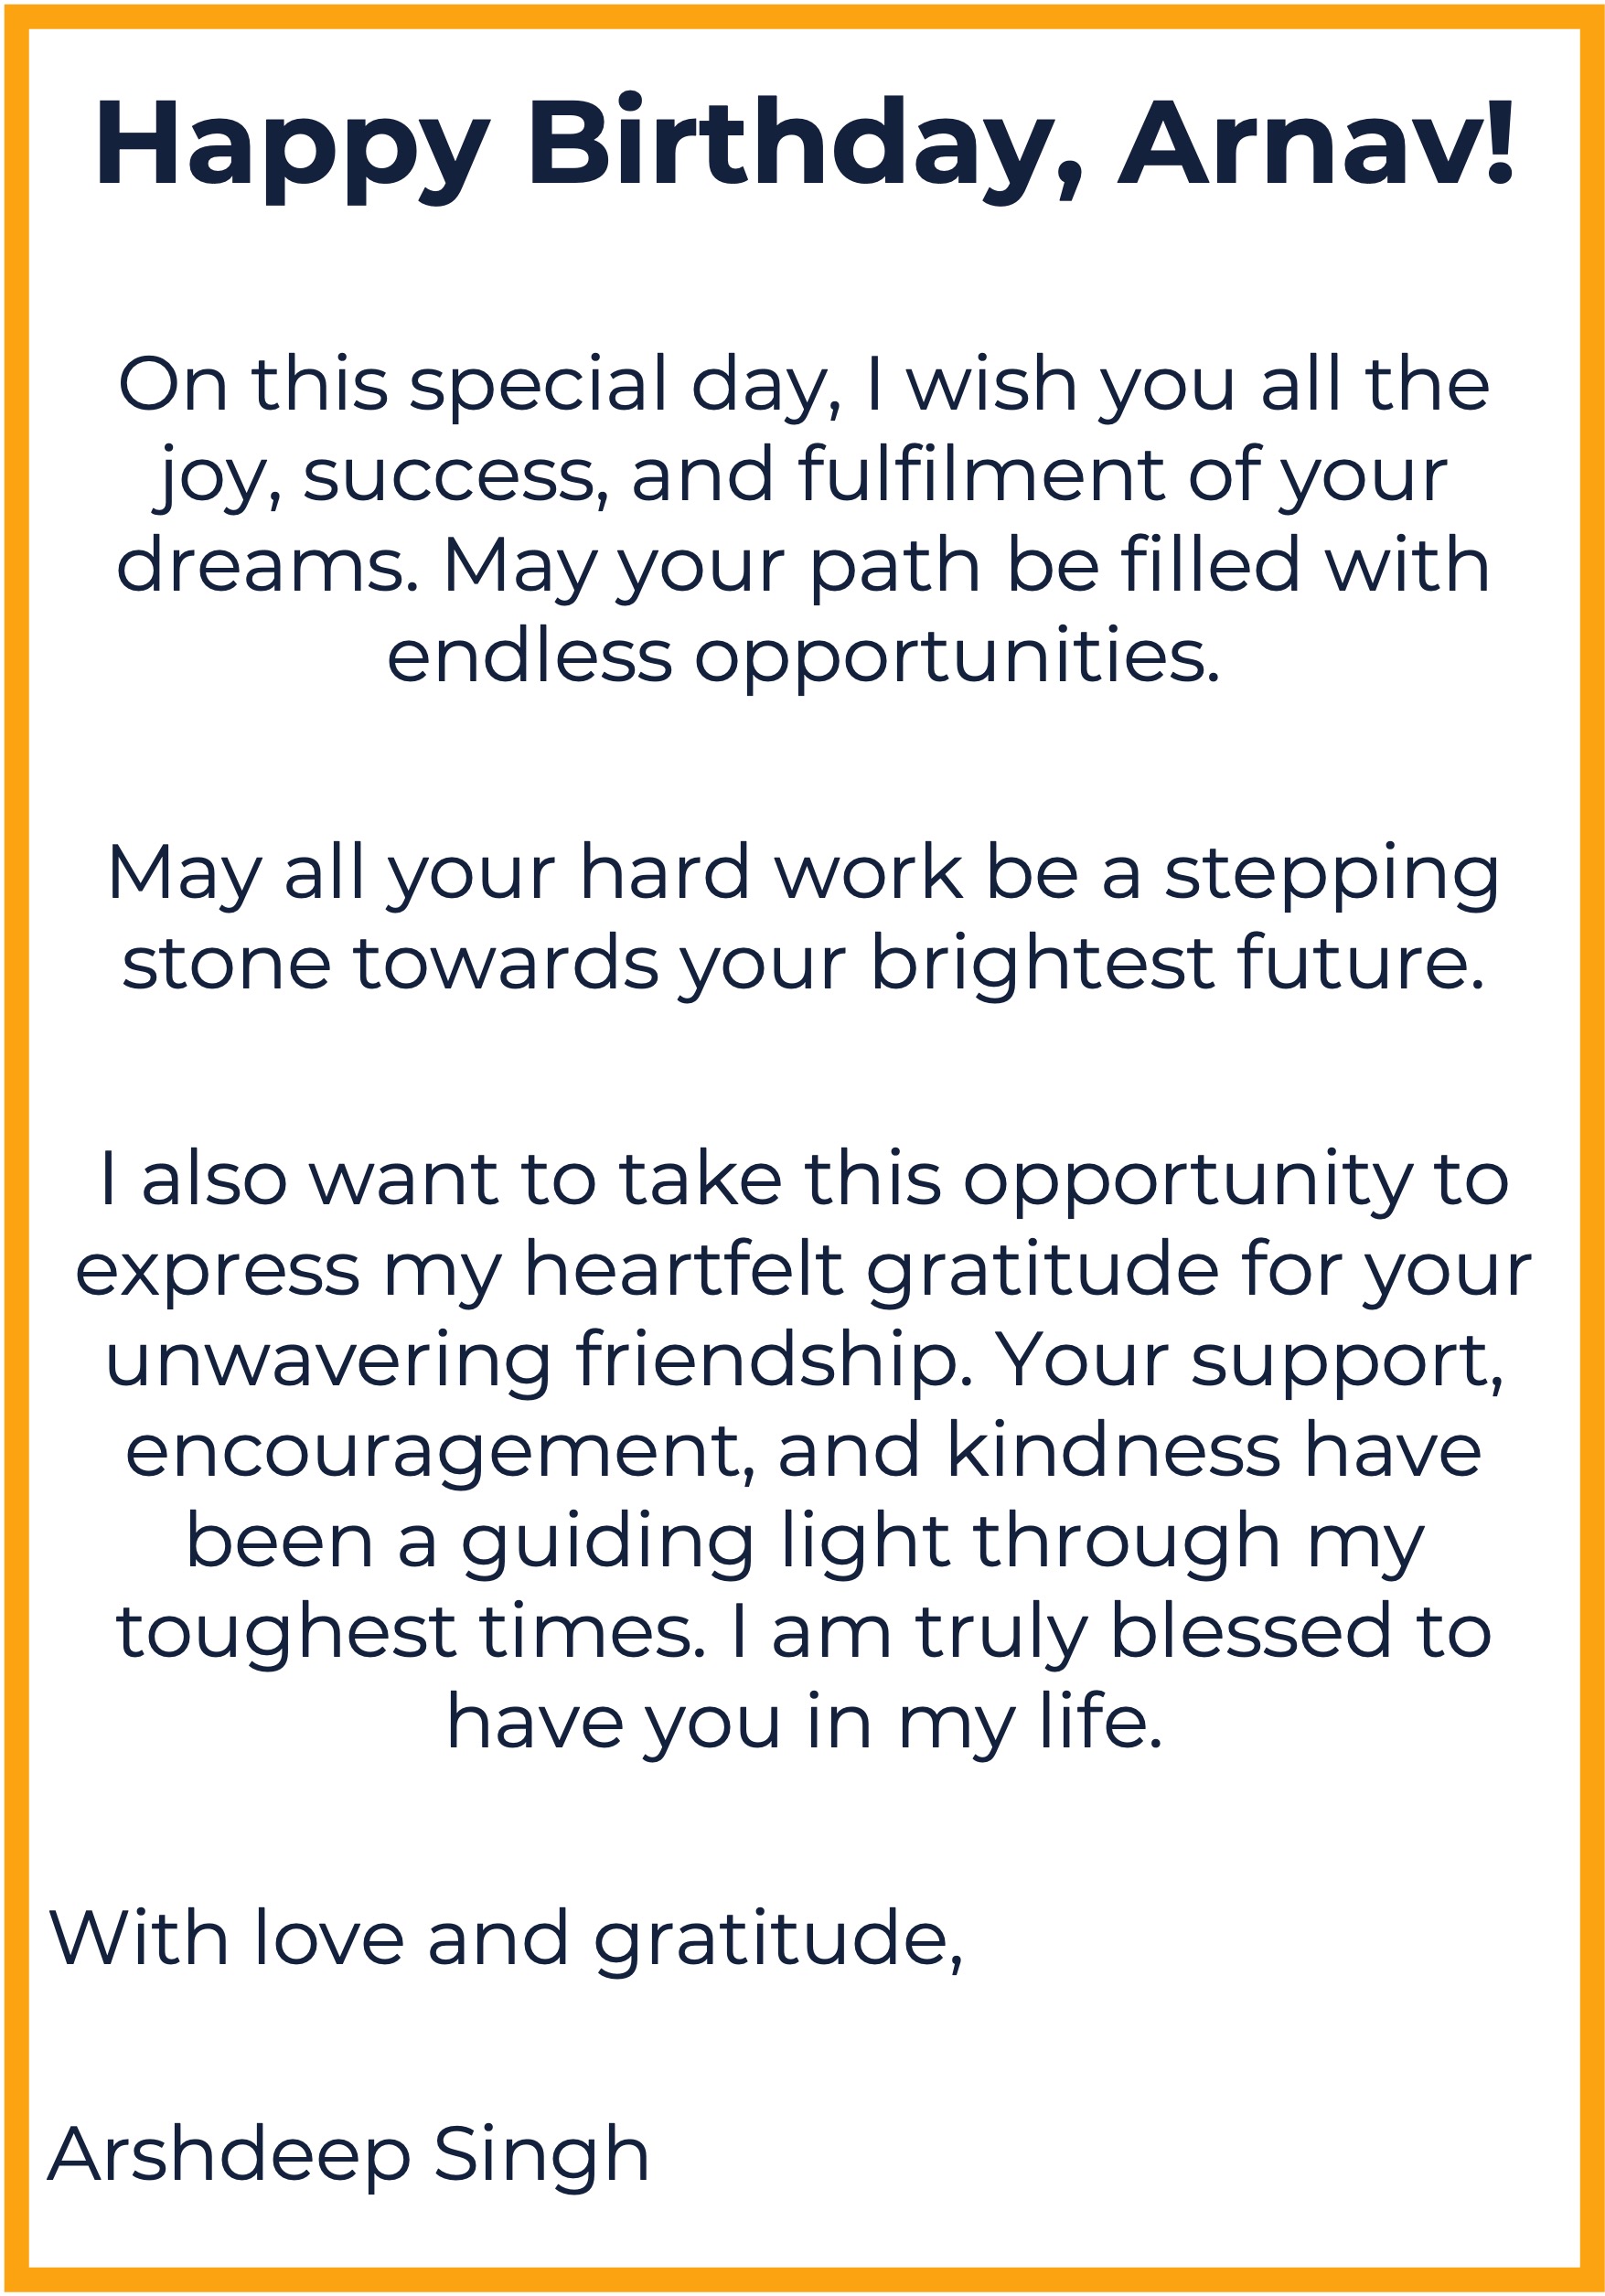 Happy Birthday, Arnav!
On this special day, I wish you all the
joy, success, and fulfilment of your
dreams. May your path be filled with
endless opportunities.
May all your hard work be a stepping
stone towards your brightest future.
I also want to take this opportunity to
express my heartfelt gratitude for your
unwavering friendship. Your support,
encouragement, and kindness have
been a guiding light through my
toughest times. I am truly blessed to
have you in my life.
With love and gratitude,
Arshdeep Singh